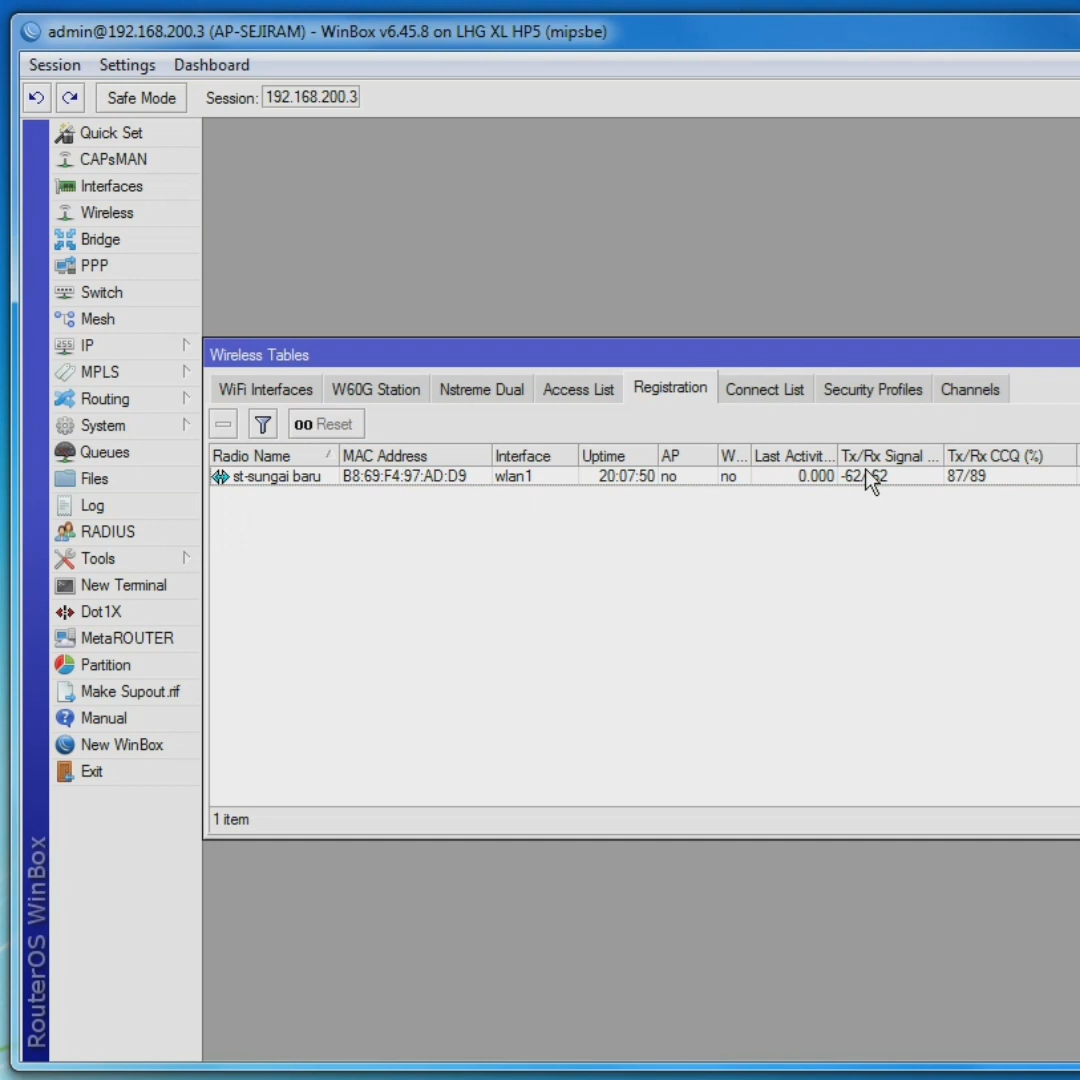 admin@192.168.200.3 (AP-SEJIRAM) - WinBox v6.45.8 on LHG XL HP5 (mipsbe)
Session Settings Dashboard
Safe Mode Session: 192.168.200.3
Quick Set
CAPsMAN
Interfaces
Wireless
Bridge
PPP
Switch
Mesh
255 IP
MPLS
Routing
System
Queues
Files
Log
RADIUS
Tools
New Terminal
Dot1X
MetaROUTER
Partition
Make Supout.rif
Manual
New WinBox
Exit
RouterOS WinBox
Wireless Tables
WiFi Interfaces W60G Station Nstreme Dual Access List Registration Connect List Security Profiles Channels
00 Reset
Radio Name / MAC Address Interface Uptime AP W... Last Activit... Tx/Rx Signal ... Tx/Rx CCQ (%)
st-sungai baru B8:69:F4:97:AD:D9 wlan1 20:07:50 no no 0.000 87/89
1 item